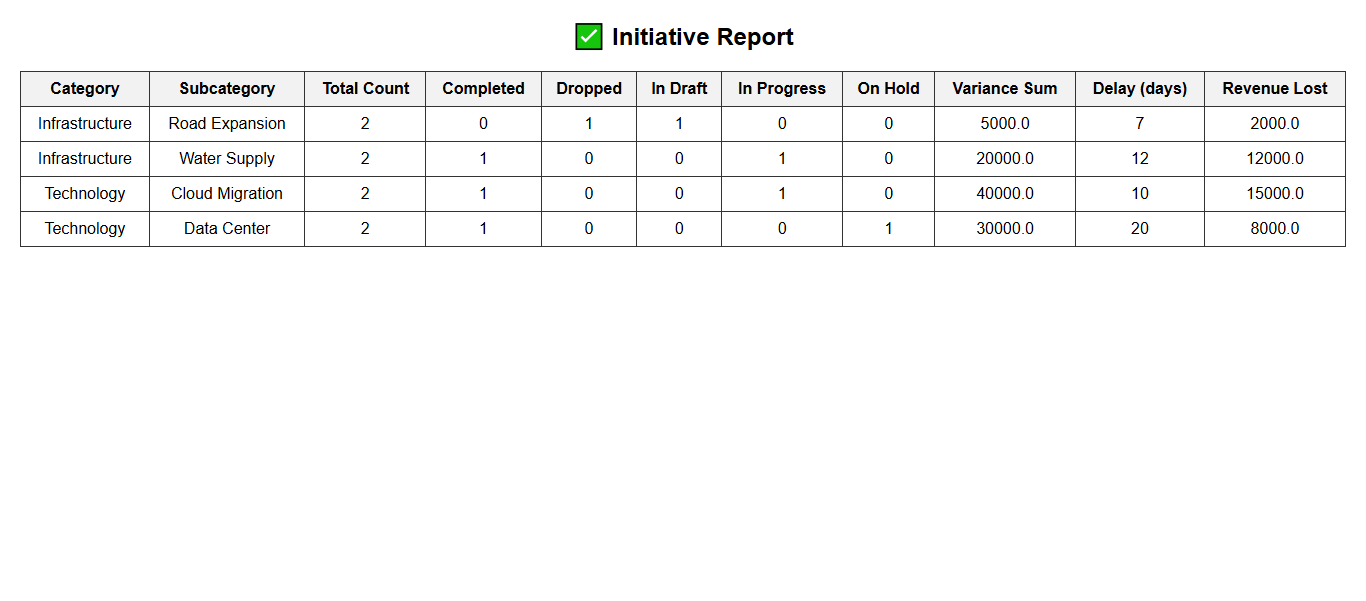 ✅ Initiative Report
Category Subcategory Total Count Completed Dropped In Draft In Progress On Hold Variance Sum Delay (days) Revenue Lost
Infrastructure Road Expansion 2 0 1 1 0 0 5000.0 7 2000.0
Infrastructure Water Supply 2 1 0 0 1 0 20000.0 12 12000.0
Technology Cloud Migration 2 1 0 0 1 0 40000.0 10 15000.0
Technology Data Center 2 1 0 0 0 1 30000.0 20 8000.0